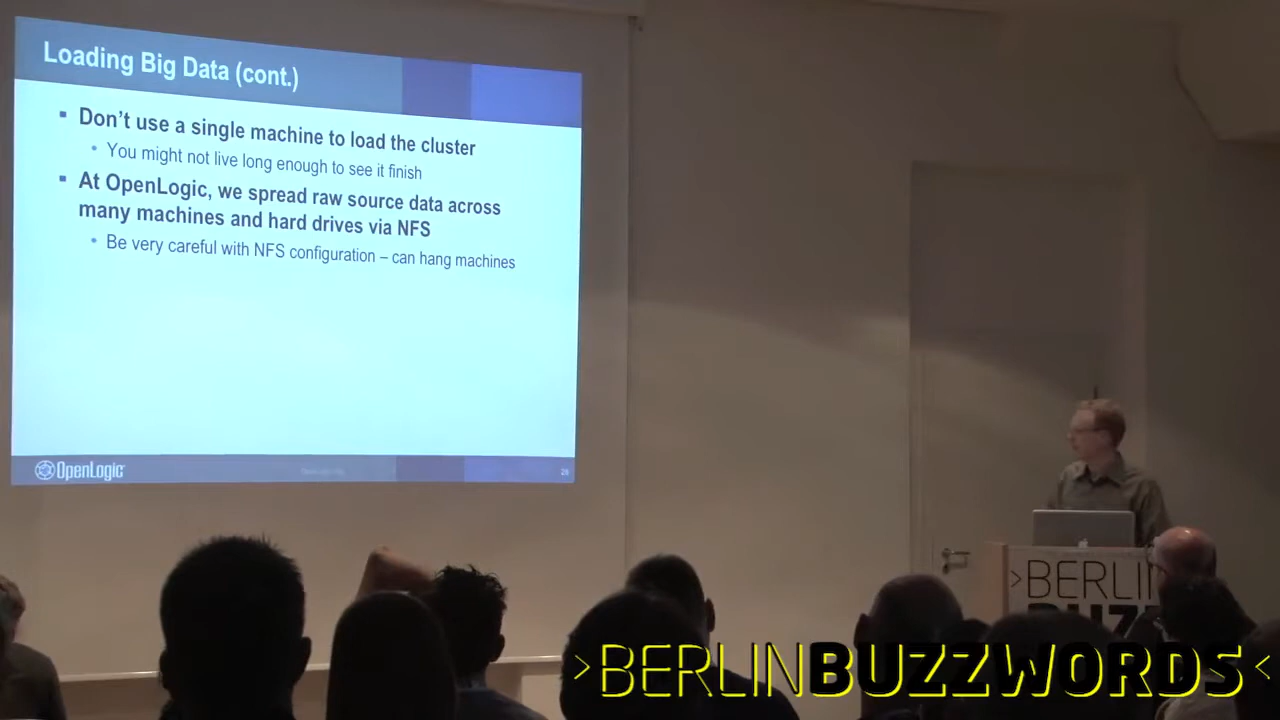 Loading Big Data (cont.)
Don't use a single machine to load the cluster
You might not live long enough to see it finish
At OpenLogic, we spread raw source data across
many machines and hard drives via NFS
Be very careful with NFS configuration – can hang machines
OpenLogic
>BERLIN
BUZZ
>BERLINBUZZWORDS<